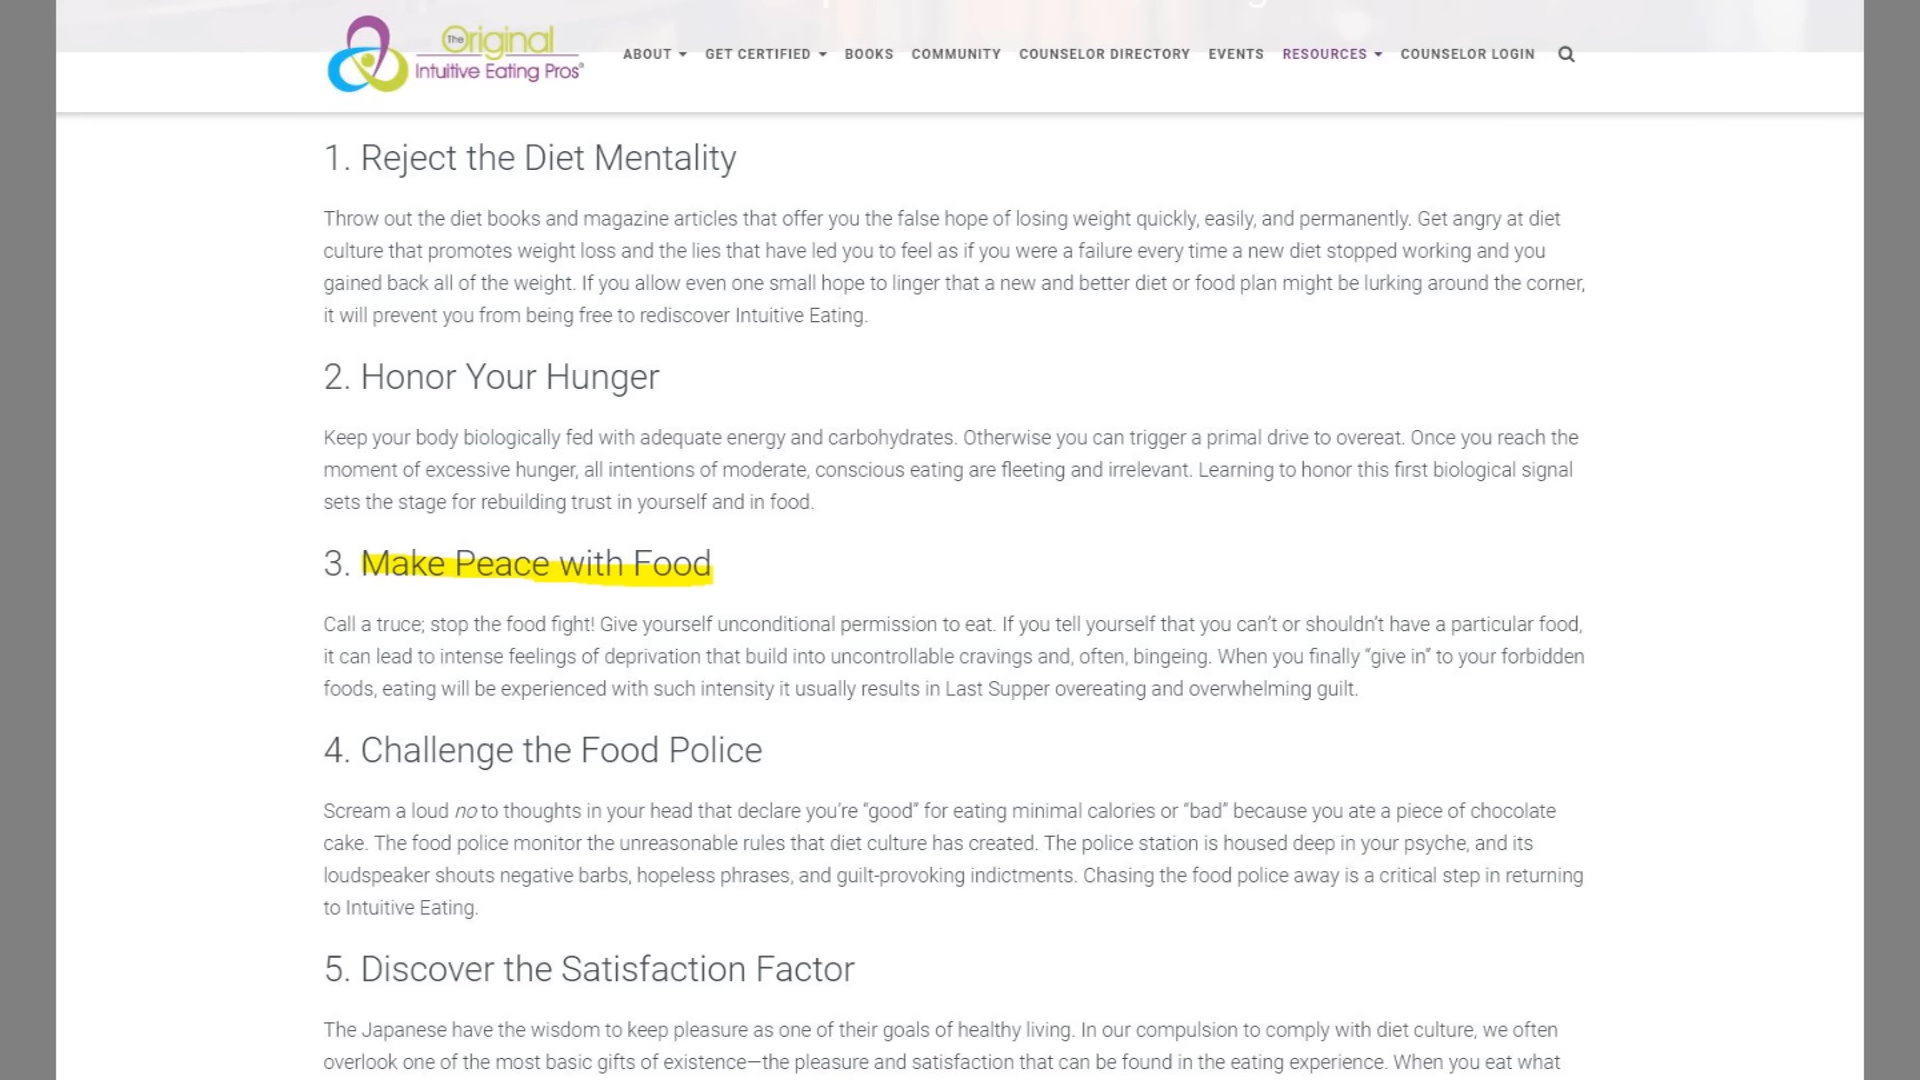 The Original
Intuitive Eating Pros®
ABOUT
GET CERTIFIED
BOOKS
COMMUNITY
COUNSELOR DIRECTORY
EVENTS
RESOURCES
COUNSELOR LOGIN
1. Reject the Diet Mentality
Throw out the diet books and magazine articles that offer you the false hope of losing weight quickly, easily, and permanently. Get angry at diet
culture that promotes weight loss and the lies that have led you to feel as if you were a failure every time a new diet stopped working and you
gained back all of the weight. If you allow even one small hope to linger that a new and better diet or food plan might be lurking around the corner,
it will prevent you from being free to rediscover Intuitive Eating.
2. Honor Your Hunger
Keep your body biologically fed with adequate energy and carbohydrates. Otherwise you can trigger a primal drive to overeat. Once you reach the
moment of excessive hunger, all intentions of moderate, conscious eating are fleeting and irrelevant. Learning to honor this first biological signal
sets the stage for rebuilding trust in yourself and in food.
3. Make Peace with Food
Call a truce; stop the food fight! Give yourself unconditional permission to eat. If you tell yourself that you can’t or shouldn’t have a particular food,
it can lead to intense feelings of deprivation that build into uncontrollable cravings and, often, bingeing. When you finally “give in” to your forbidden
foods, eating will be experienced with such intensity it usually results in Last Supper overeating and overwhelming guilt.
4. Challenge the Food Police
Scream a loud no to thoughts in your head that declare you’re “good” for eating minimal calories or “bad” because you ate a piece of chocolate
cake. The food police monitor the unreasonable rules that diet culture has created. The police station is housed deep in your psyche, and its
loudspeaker shouts negative barbs, hopeless phrases, and guilt-provoking indictments. Chasing the food police away is a critical step in returning
to Intuitive Eating.
5. Discover the Satisfaction Factor
The Japanese have the wisdom to keep pleasure as one of their goals of healthy living. In our compulsion to comply with diet culture, we often
overlook one of the most basic gifts of existence—the pleasure and satisfaction that can be found in the eating experience. When you eat what